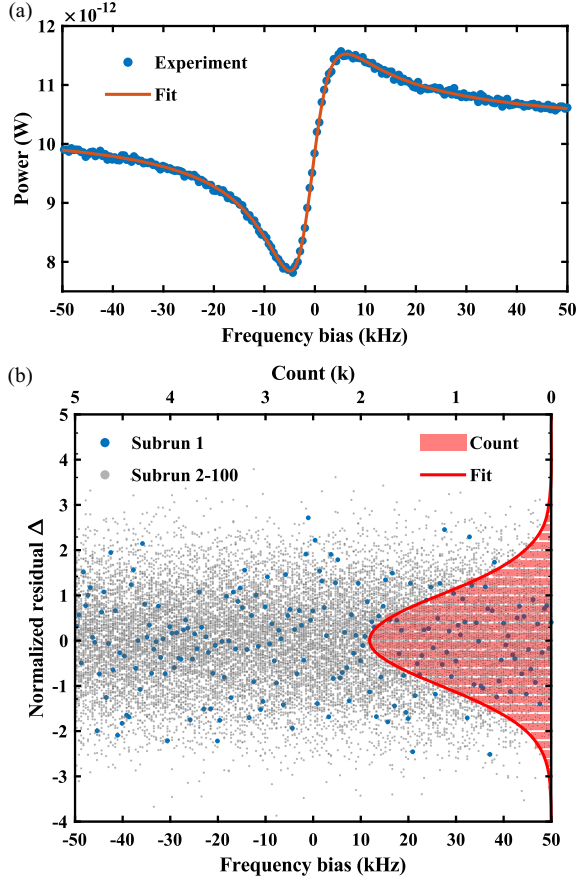 (a)
×10⁻¹²
12
11
10
9
8
Power (W)
Experiment
Fit
-50 -40 -30 -20 -10 0 10 20 30 40 50
Frequency bias (kHz)
(b)
Count (k)
5 4 3 2 1 0
5
4
3
2
1
0
-1
-2
-3
-4
Normalized residual Δ
Subrun 1
Subrun 2-100
Count
Fit
-50 -40 -30 -20 -10 0 10 20 30 40 50
Frequency bias (kHz)